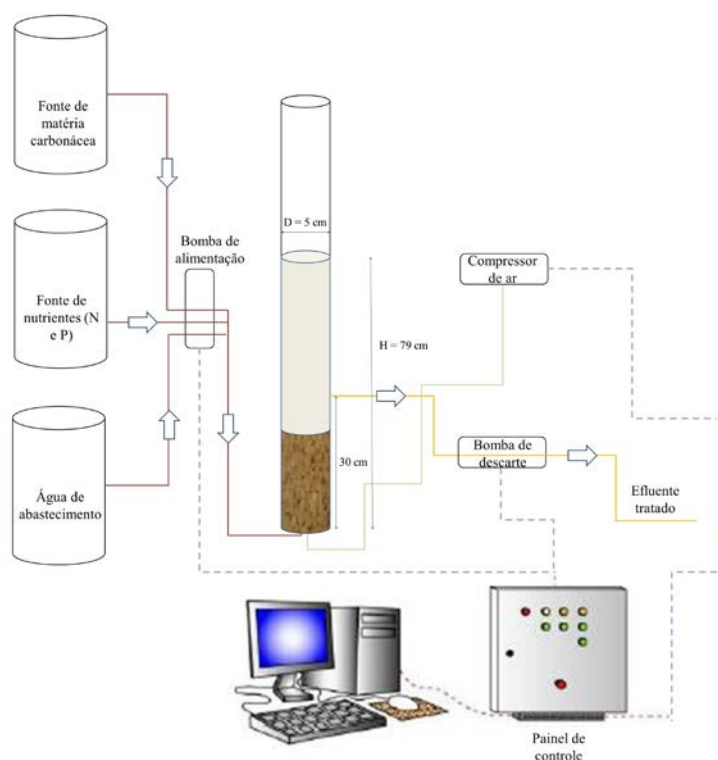 Fonte de
matéria
carbonácea
D = 5 cm
Bomba de
alimentação
Compressor
de ar
Fonte de
nutrientes (N
e P)
H = 79 cm
30 cm
Bomba de
descarte
Água de
abastecimento
Efluente
tratado
Painel de
controle